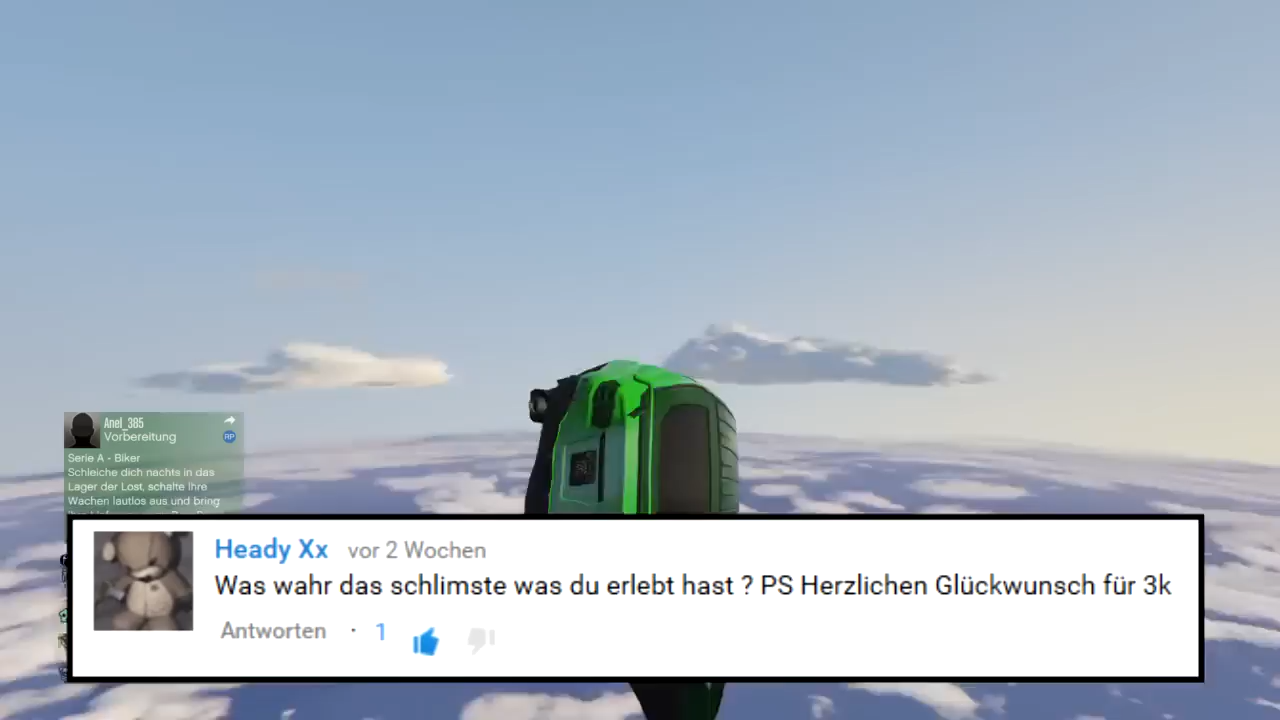 Anel_385
Vorbereitung
RP
Serie A - Biker
Schleiche dich nachts in das
Lager der Lost, schalte ihre
Wachen lautlos aus und bring
Heady Xx vor 2 Wochen
Was wahr das schlimste was du erlebt hast ? PS Herzlichen Glückwunsch für 3k
Antworten · 1